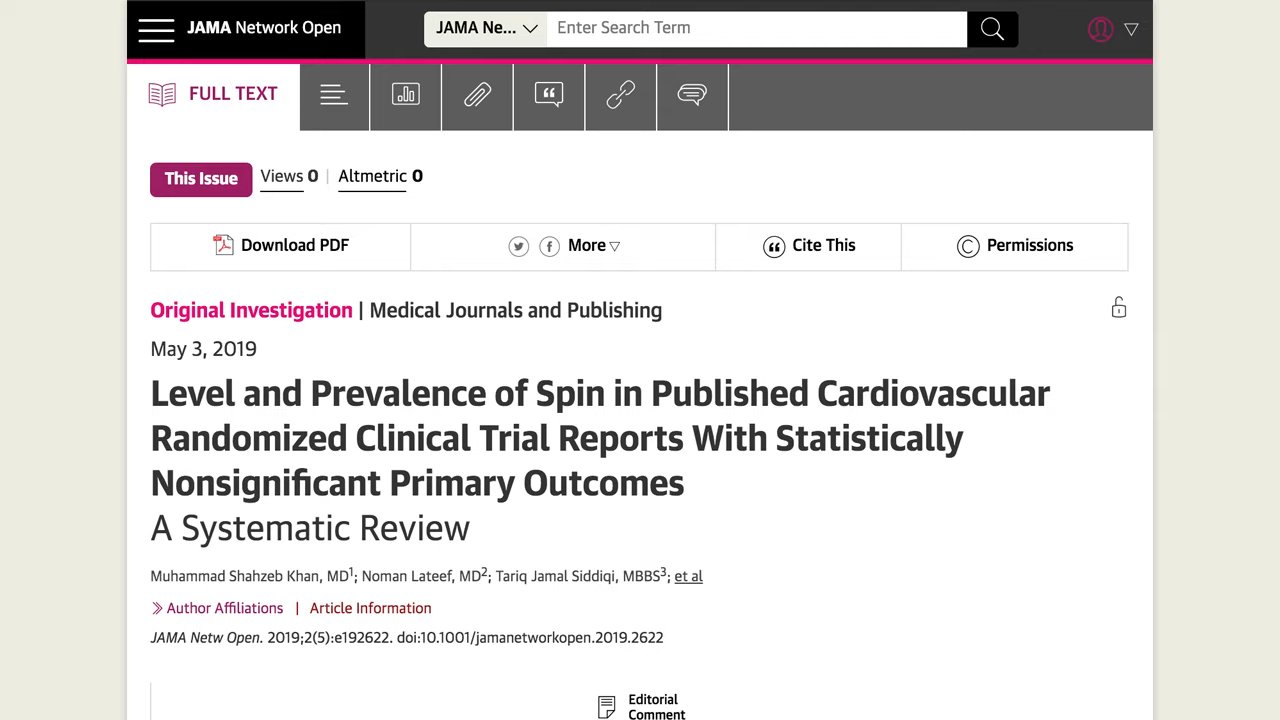 JAMA Network Open
JAMA Ne...
Enter Search Term
FULL TEXT
This Issue
Views 0 | Altmetric 0
Download PDF
More
Cite This
Permissions
Original Investigation | Medical Journals and Publishing
May 3, 2019
Level and Prevalence of Spin in Published Cardiovascular
Randomized Clinical Trial Reports With Statistically
Nonsignificant Primary Outcomes
A Systematic Review
Muhammad Shahzeb Khan, MD1; Noman Lateef, MD2; Tariq Jamal Siddiqi, MBBS3; et al
Author Affiliations | Article Information
JAMA Netw Open. 2019;2(5):e192622. doi:10.1001/jamanetworkopen.2019.2622
Editorial
Comment